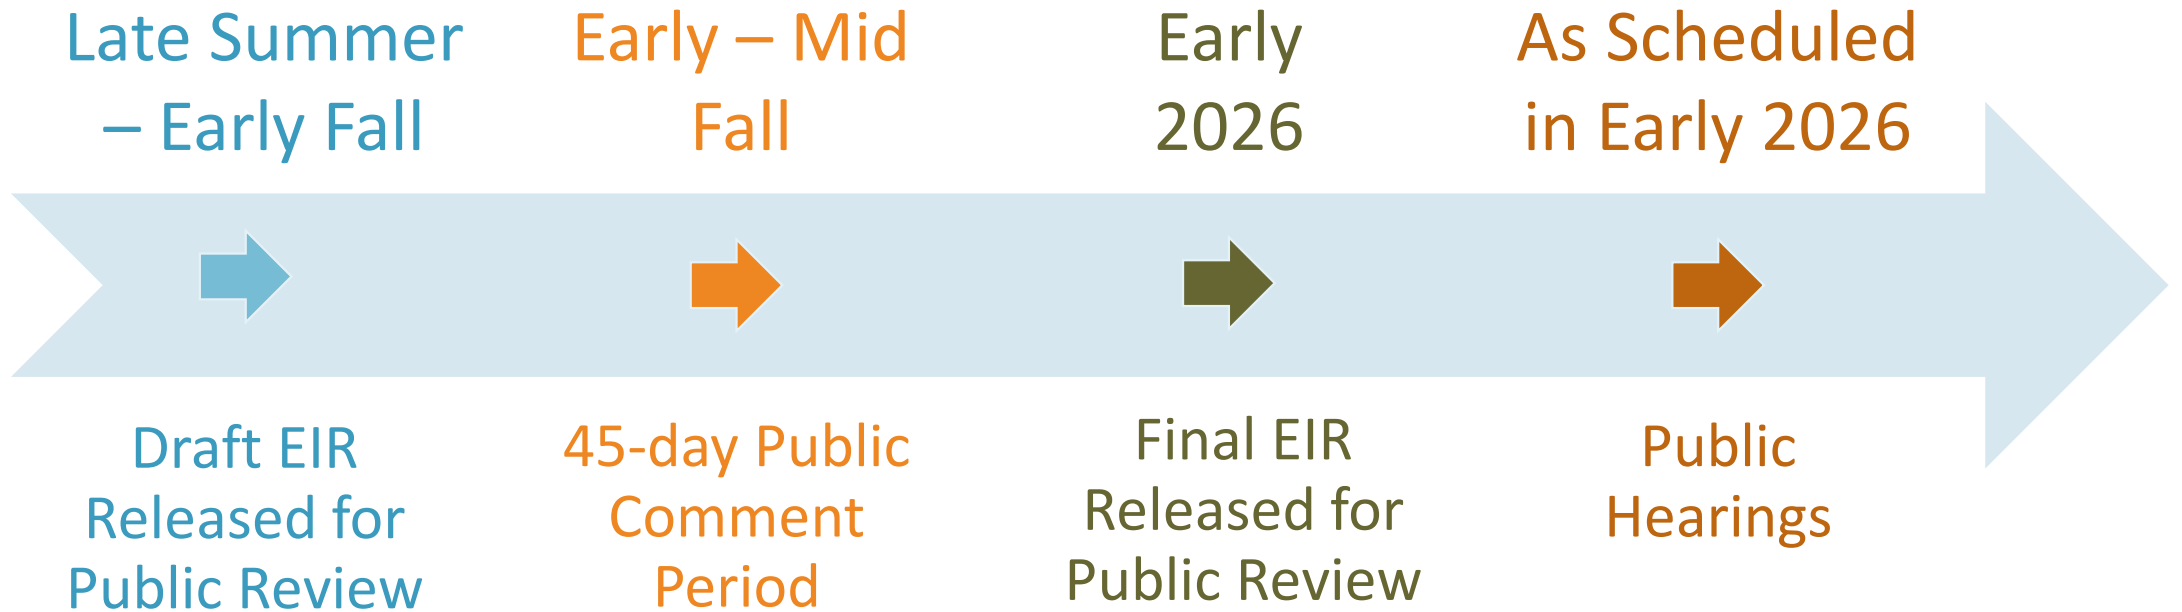 Late Summer
– Early Fall
Early – Mid
Fall
Early
2026
As Scheduled
in Early 2026
Draft EIR
Released for
Public Review
45-day Public
Comment
Period
Final EIR
Released for
Public Review
Public
Hearings